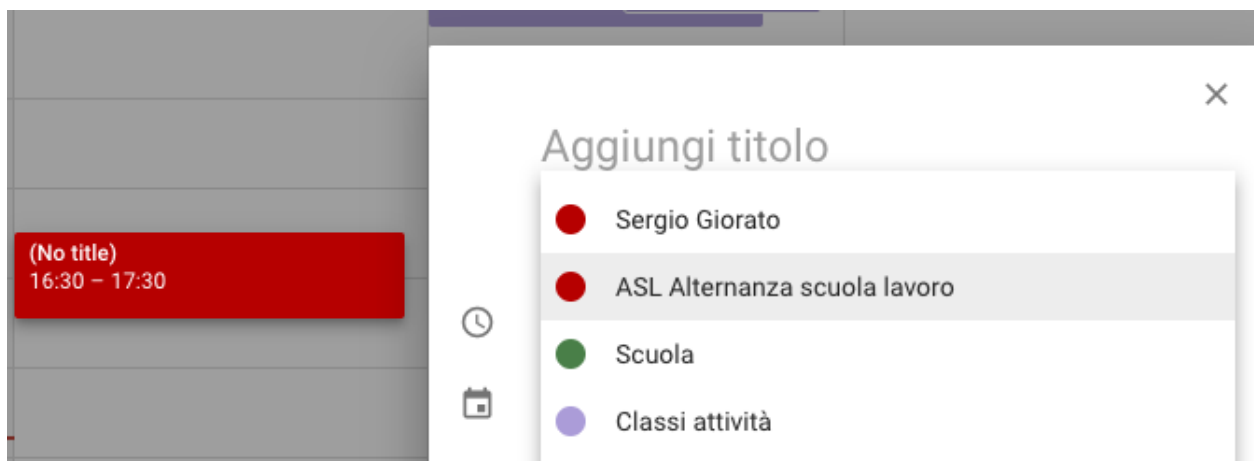 Aggiungi titolo
Sergio Giorato
(No title)
16:30 – 17:30
ASL Alternanza scuola lavoro
Scuola
Classi attività